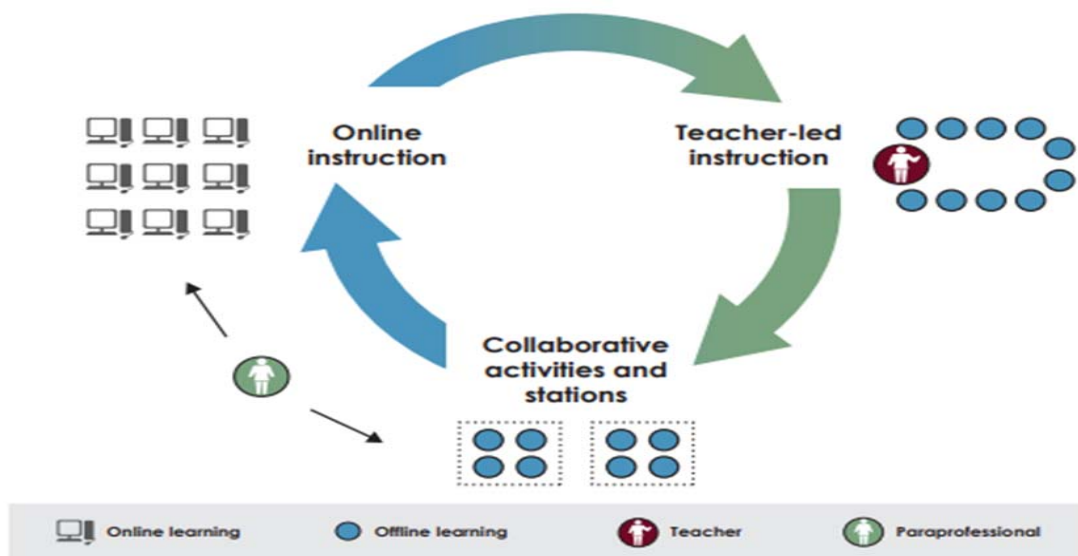 Online
instruction
Teacher-led
instruction
Collaborative
activities and
stations
Online learning
Offline learning
Teacher
Paraprofessional